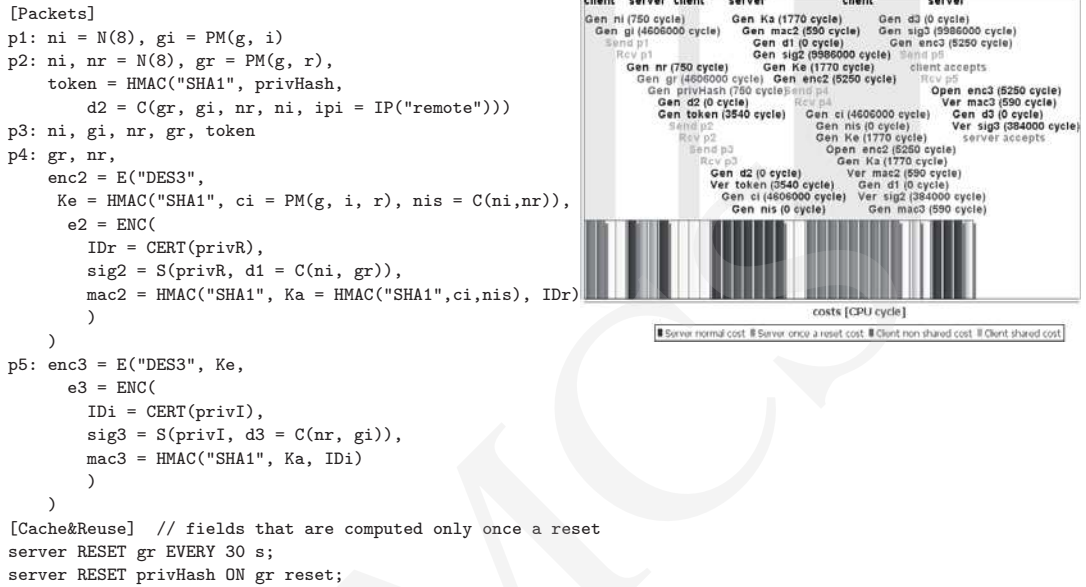 [Packets]
p1: ni = N(8), gi = PM(g, i)
p2: ni, nr = N(8), gr = PM(g, r),
token = HMAC("SHA1", privHash,
d2 = C(gr, gi, nr, ni, ipi = IP("remote")))
p3: ni, gi, nr, gr, token
p4: gr, nr,
enc2 = E("DES3",
Ke = HMAC("SHA1", ci = PM(g, i, r), nis = C(ni,nr)),
e2 = ENC(
IDr = CERT(privR),
sig2 = S(privR, d1 = C(ni, gr)),
mac2 = HMAC("SHA1", Ka = HMAC("SHA1",ci,nis), IDr)
)
)
p5: enc3 = E("DES3", Ke,
e3 = ENC(
IDi = CERT(privI),
sig3 = S(privI, d3 = C(nr, gi)),
mac3 = HMAC("SHA1", Ka, IDi)
)
)
[Cache&Reuse] // fields that are computed only once a reset
server RESET gr EVERY 30 s;
server RESET privHash ON gr reset;
client server client server client server
Gen ni (750 cycle)
Gen gi (4606000 cycle)
Send p1
Rcv p1
Gen nr (750 cycle)
Gen gr (4606000 cycle)
Gen privHash (750 cycle)
Gen d2 (0 cycle)
Gen token (3540 cycle)
Send p2
Rcv p2
Send p3
Rcv p3
Gen d2 (0 cycle)
Ver token (3540 cycle)
Gen ci (4606000 cycle)
Gen nis (0 cycle)
Gen Ka (1770 cycle)
Gen mac2 (590 cycle)
Gen d1 (0 cycle)
Gen sig2 (9986000 cycle)
Gen Ke (1770 cycle)
Gen enc2 (5250 cycle)
Send p4
Rcv p4
Gen ci (4606000 cycle)
Gen nis (0 cycle)
Gen Ke (1770 cycle)
Open enc2 (5250 cycle)
Gen Ka (1770 cycle)
Ver mac2 (590 cycle)
Gen d1 (0 cycle)
Ver sig2 (384000 cycle)
Gen mac3 (590 cycle)
Gen d3 (0 cycle)
Gen sig3 (9986000 cycle)
Gen enc3 (5250 cycle)
Send p5
client accepts
Rcv p5
Open enc3 (5250 cycle)
Ver mac3 (590 cycle)
Gen d3 (0 cycle)
Ver sig3 (384000 cycle)
server accepts
costs [CPU cycle]
Server normal cost Server once a reset cost Client non shared cost Client shared cost